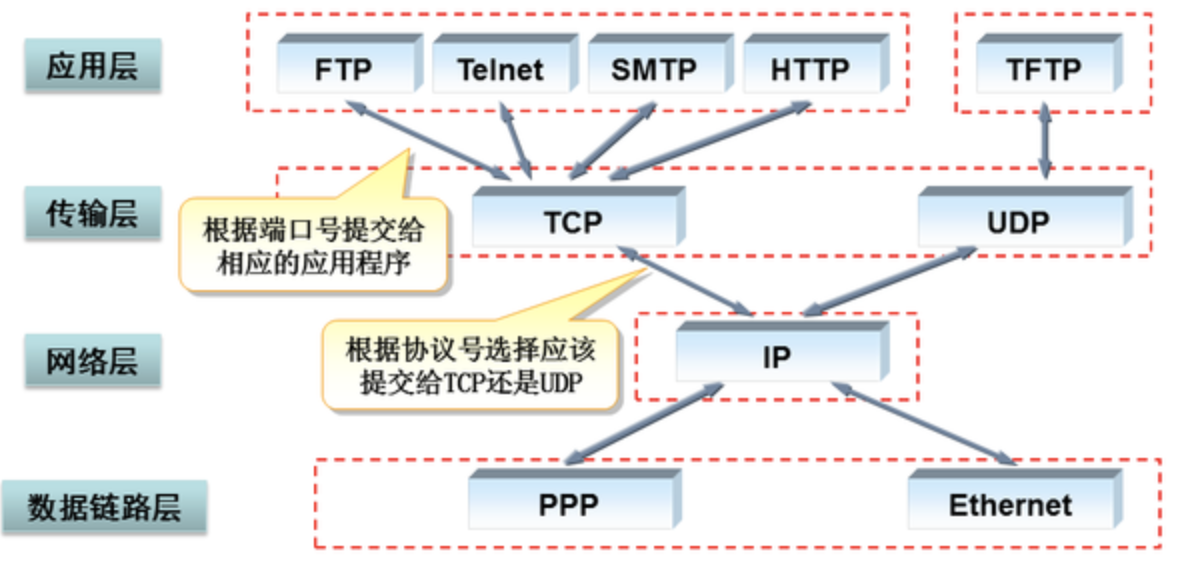 应用层
FTP
Telnet
SMTP
HTTP
TFTP
传输层
根据端口号提交给
相应的应用程序
TCP
UDP
网络层
根据协议号选择应该
提交给TCP还是UDP
IP
数据链路层
PPP
Ethernet